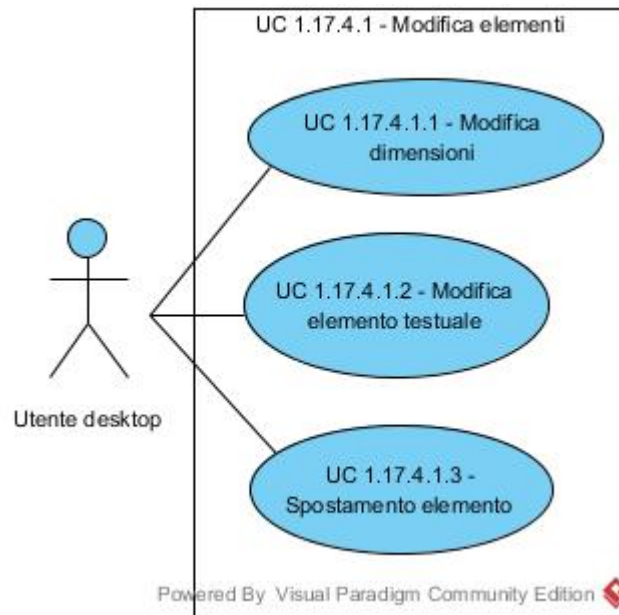 UC 1.17.4.1 - Modifica elementi
UC 1.17.4.1.1 - Modifica
dimensioni
UC 1.17.4.1.2 - Modifica
elemento testuale
Utente desktop
UC 1.17.4.1.3 -
Spostamento elemento
Powered By Visual Paradigm Community Edition